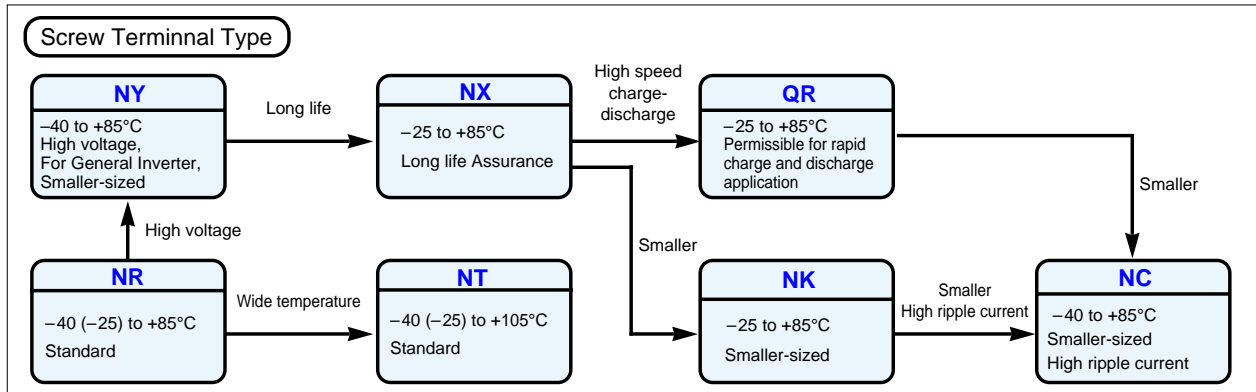 Screw Terminnal Type
NY
−40 to +85°C
High voltage,
For General Inverter,
Smaller-sized
Long life
NX
−25 to +85°C
Long life Assurance
High speed
charge-
discharge
QR
−25 to +85°C
Permissible for rapid
charge and discharge
application
Smaller
High voltage
Smaller
NR
−40 (−25) to +85°C
Standard
Wide temperature
NT
−40 (−25) to +105°C
Standard
NK
−25 to +85°C
Smaller-sized
Smaller
High ripple current
NC
−40 to +85°C
Smaller-sized
High ripple current